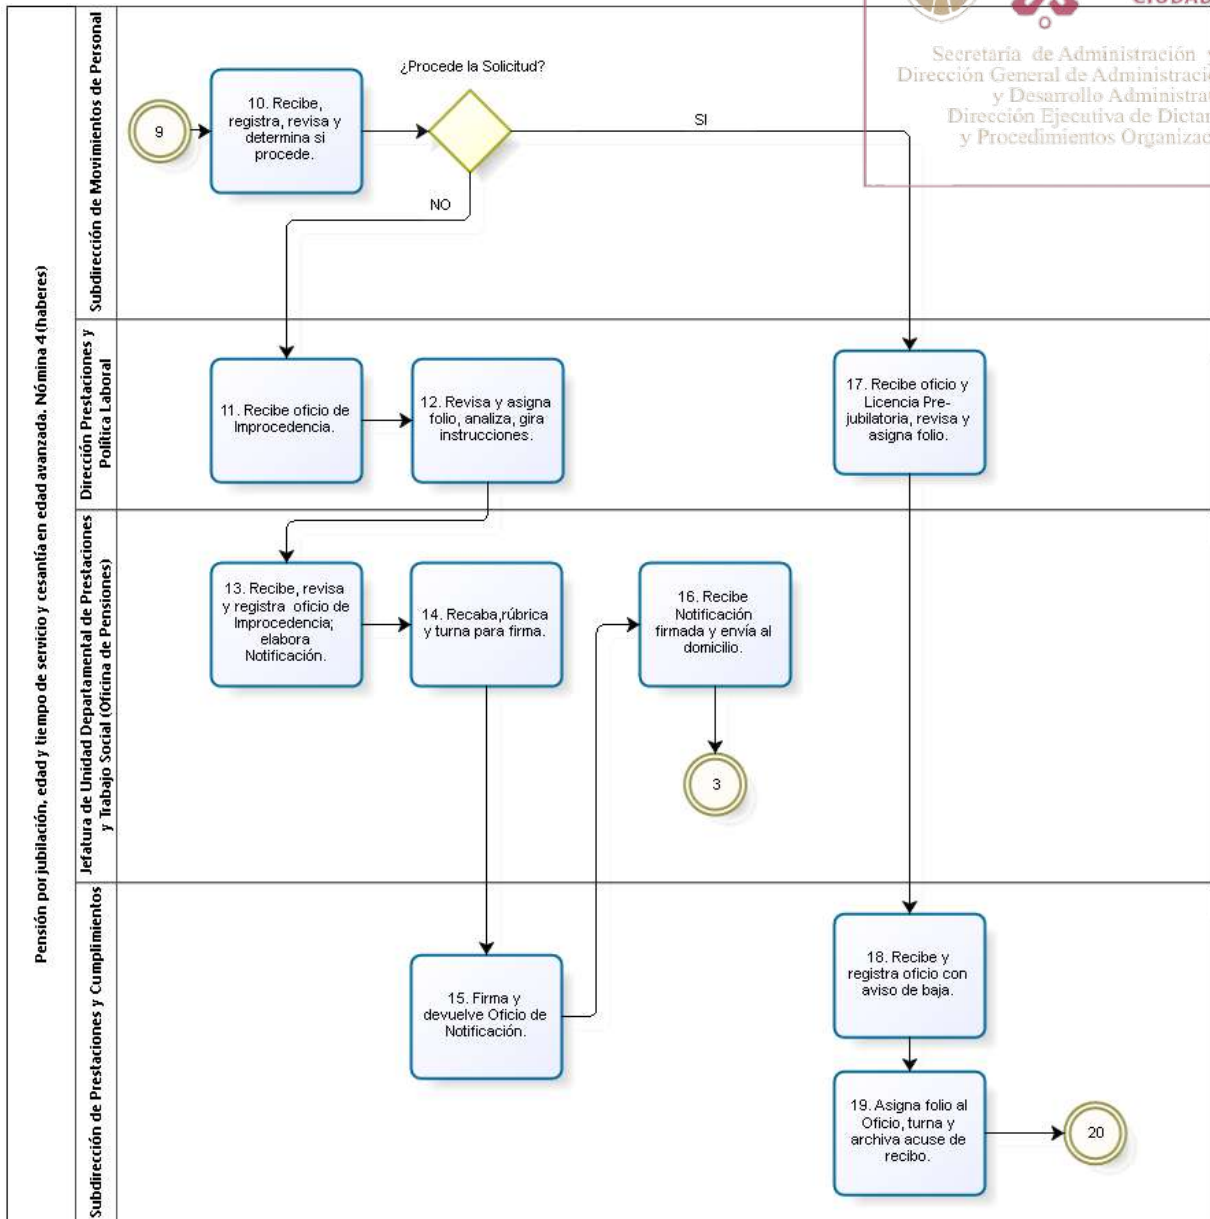 CIUDAD
Secretaría de Administración y
Dirección General de Administració
y Desarrollo Administra
Dirección Ejecutiva de Dictam
y Procedimientos Organizac
Pensión por jubilación, edad y tiempo de servicio y cesantía en edad avanzada. Nómina 4 (haberes)
Subdirección de Movimientos de Personal
¿Procede la Solicitud?
9
10. Recibe,
registra, revisa y
determina si
procede.
SI
NO
Dirección Prestaciones y
Política Laboral
11. Recibe oficio de
Improcedencia.
12. Revisa y asigna
folio, analiza, gira
instrucciones.
17. Recibe oficio y
Licencia Pre-
jubilatoria, revisa y
asigna folio.
Jefatura de Unidad Departamental de Prestaciones
y Trabajo Social (Oficina de Pensiones)
13. Recibe, revisa
y registra oficio de
Improcedencia;
elabora
Notificación.
14. Recaba,rúbrica
y turna para firma.
16. Recibe
Notificación
firmada y envía al
domicilio.
3
Subdirección de Prestaciones y Cumplimientos
15. Firma y
devuelve Oficio de
Notificación.
18. Recibe y
registra oficio con
aviso de baja.
19. Asigna folio al
Oficio, turna y
archiva acuse de
recibo.
20